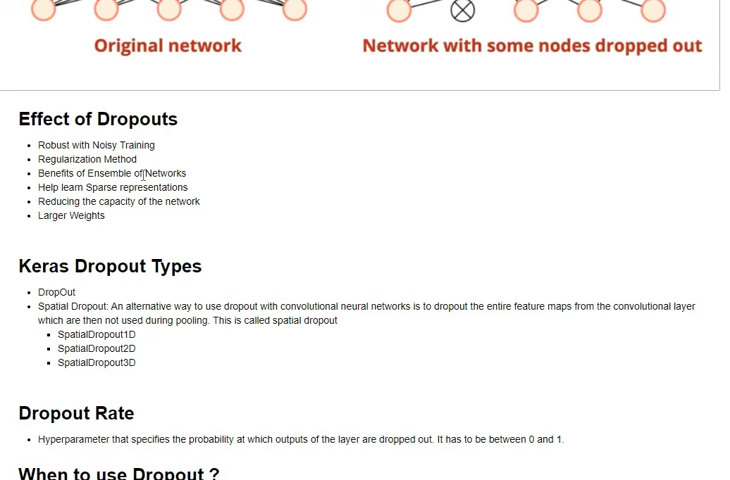 Original network
Network with some nodes dropped out
Effect of Dropouts
Robust with Noisy Training
Regularization Method
Benefits of Ensemble of Networks
Help learn Sparse representations
Reducing the capacity of the network
Larger Weights
Keras Dropout Types
DropOut
Spatial Dropout: An alternative way to use dropout with convolutional neural networks is to dropout the entire feature maps from the convolutional layer
which are then not used during pooling. This is called spatial dropout
SpatialDropout1D
SpatialDropout2D
SpatialDropout3D
Dropout Rate
Hyperparameter that specifies the probability at which outputs of the layer are dropped out. It has to be between 0 and 1.
When to use Dropout ?